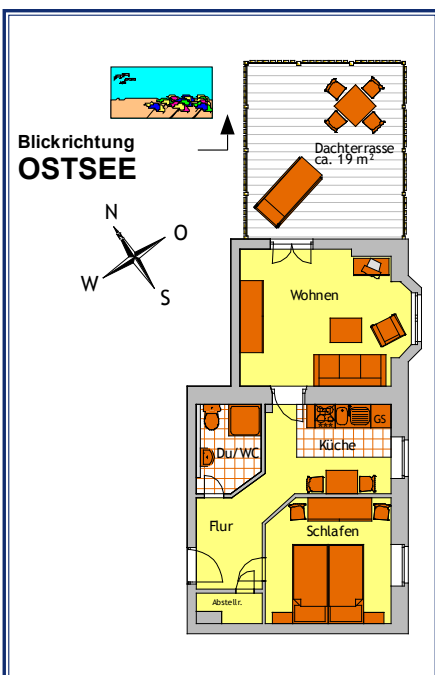 Blickrichtung
OSTSEE
N
O
W
S
Dachterrasse
ca. 19 m²
Wohnen
GS
Küche
Du/WC
Flur
Schlafen
Abstellr.